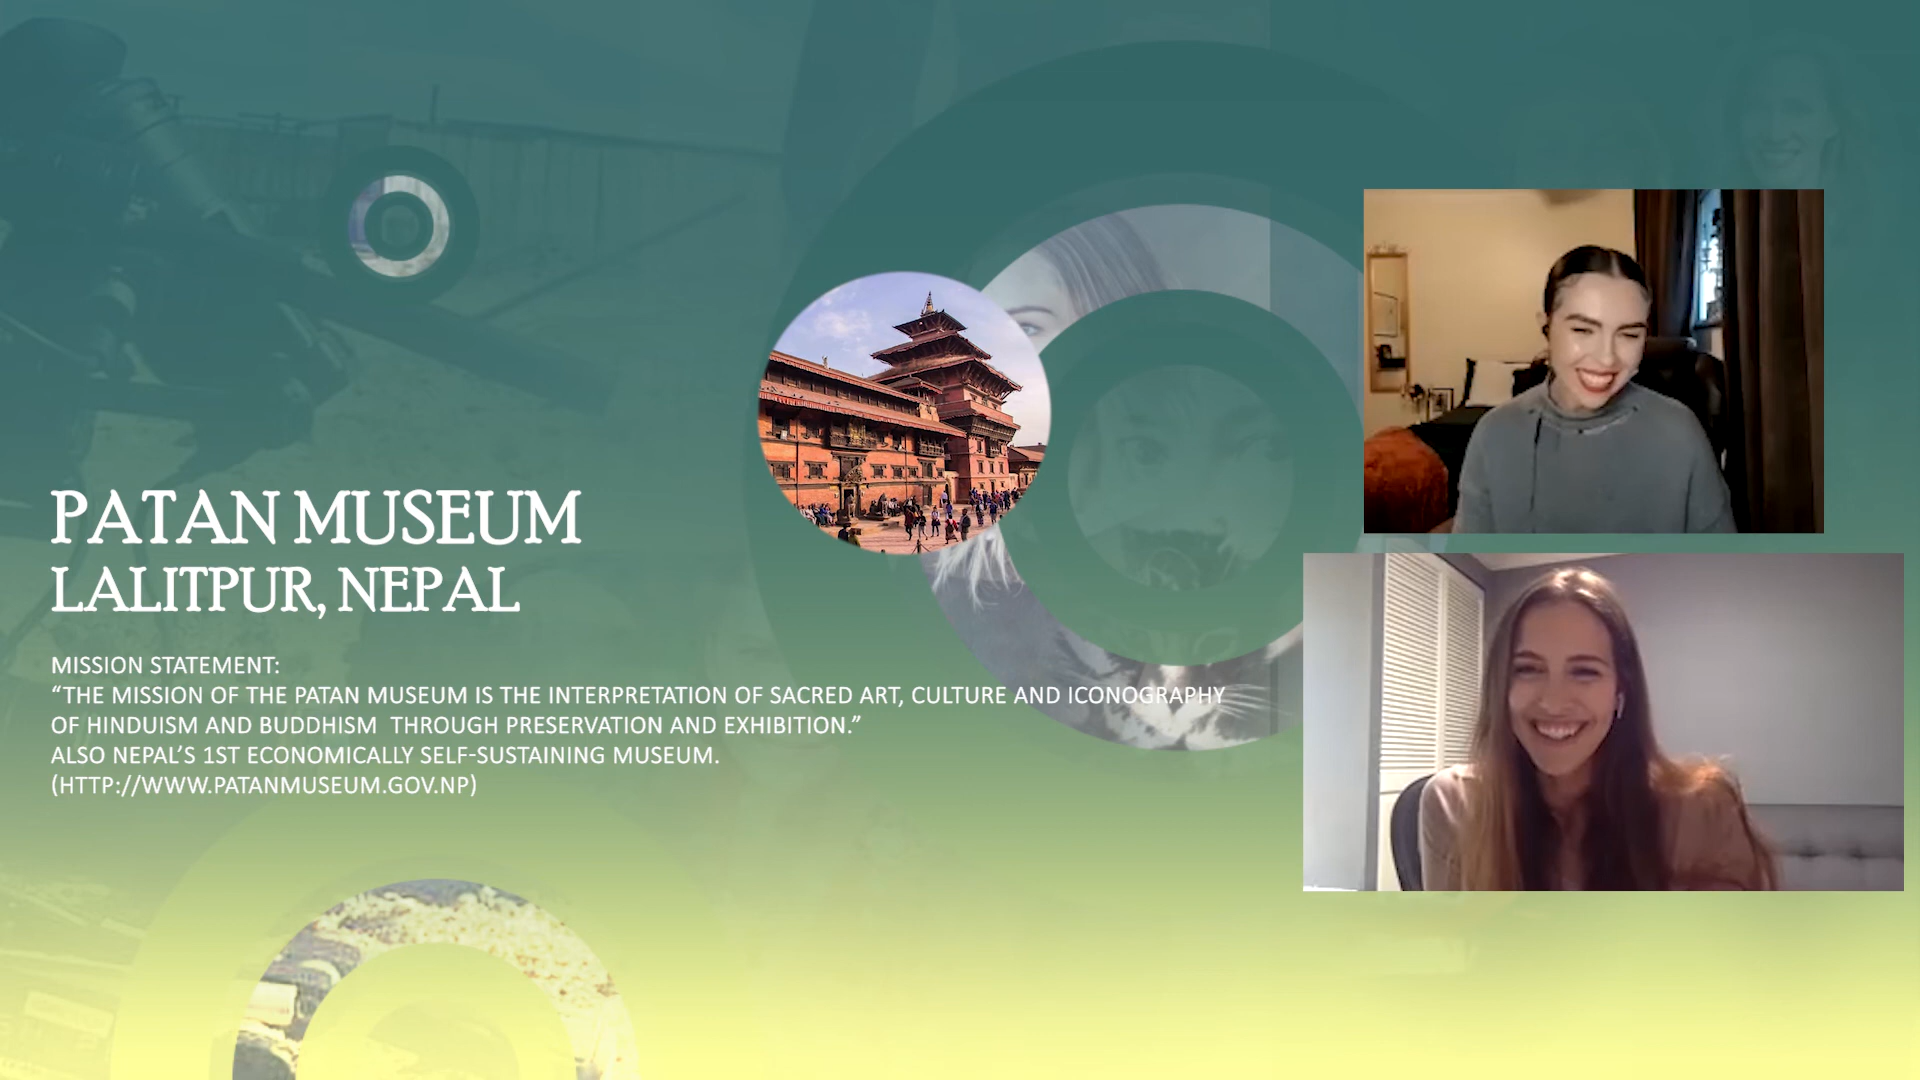 PATAN MUSEUM
LALITPUR, NEPAL
MISSION STATEMENT:
“THE MISSION OF THE PATAN MUSEUM IS THE INTERPRETATION OF SACRED ART, CULTURE AND ICONOGRAPHY
OF HINDUISM AND BUDDHISM THROUGH PRESERVATION AND EXHIBITION.”
ALSO NEPAL’S 1ST ECONOMICALLY SELF-SUSTAINING MUSEUM.
(HTTP://WWW.PATANMUSEUM.GOV.NP)